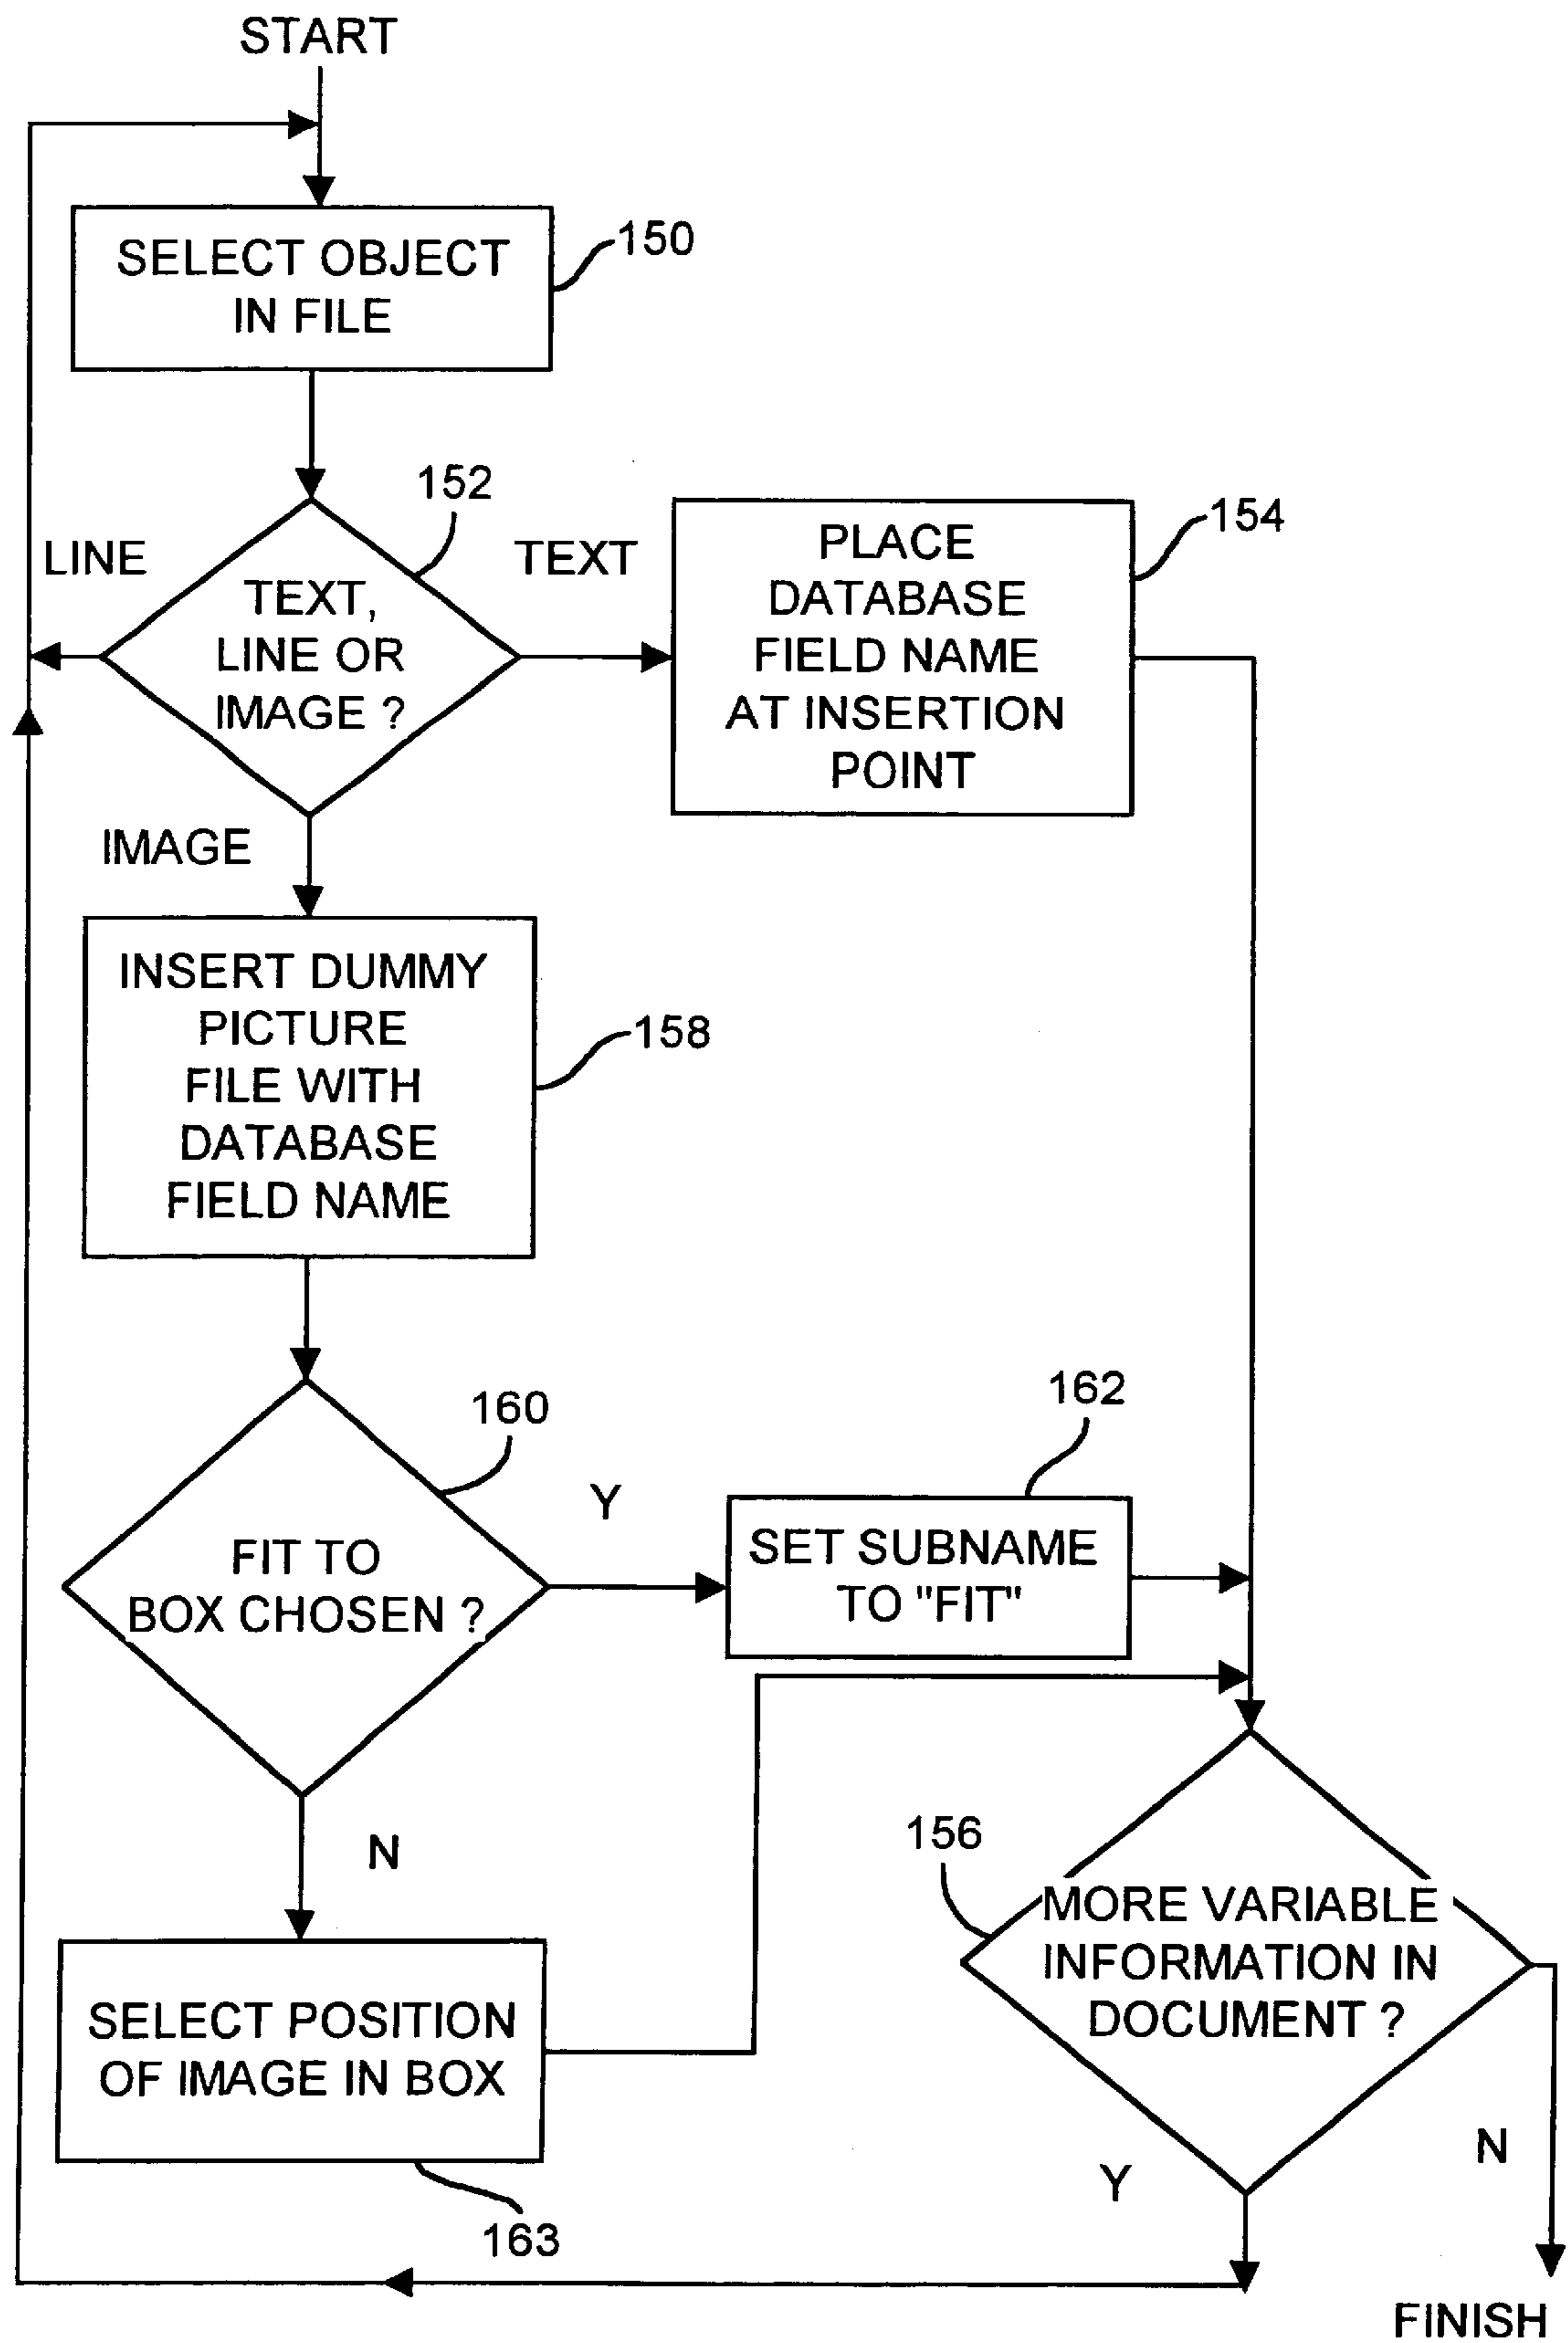 START
SELECT OBJECT
IN FILE
150
152
LINE
TEXT
TEXT,
LINE OR
IMAGE ?
PLACE
DATABASE
FIELD NAME
AT INSERTION
POINT
154
IMAGE
INSERT DUMMY
PICTURE
FILE WITH
DATABASE
FIELD NAME
158
160
FIT TO
BOX CHOSEN ?
Y
162
SET SUBNAME
TO "FIT"
N
156
MORE VARIABLE
INFORMATION IN
DOCUMENT ?
SELECT POSITION
OF IMAGE IN BOX
163
Y
N
FINISH